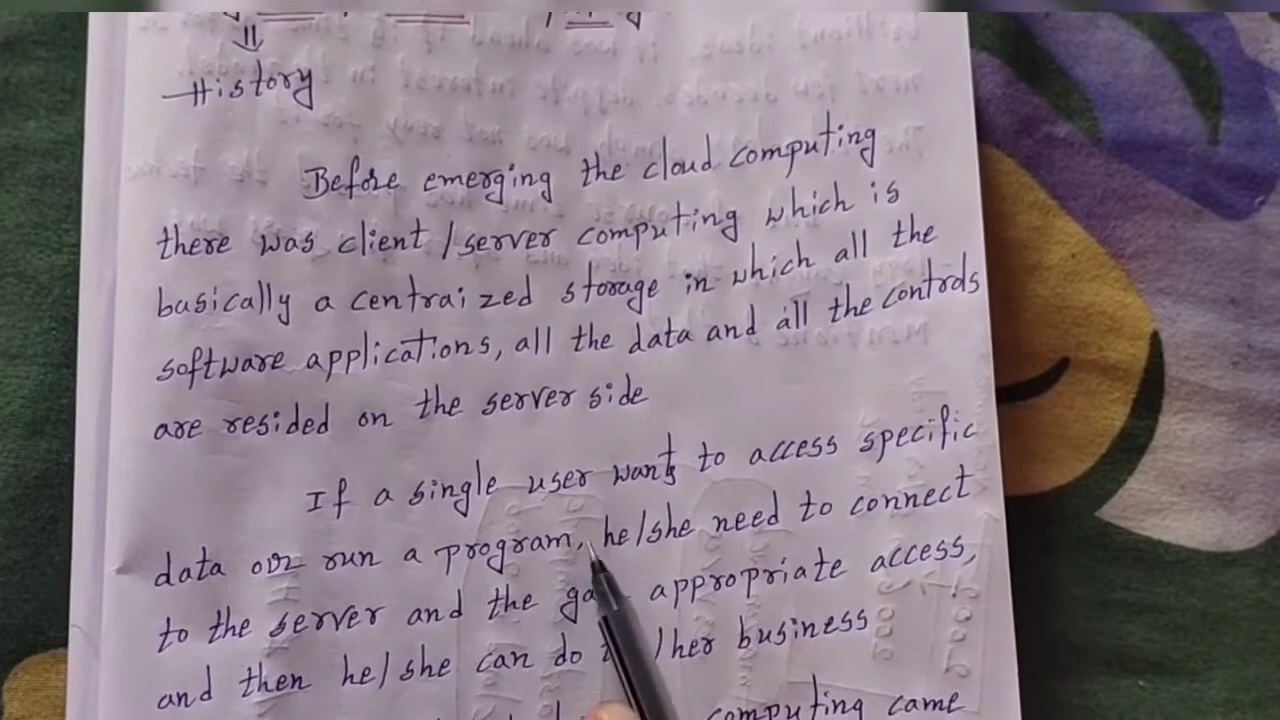 History
Before emerging the cloud computing
there was client /server computing which is
basically a centraized storage in which all the
software applications, all the data and all the controls
are resided on the server side
If a single user wants to access specific
data or run a program, he/she need to connect
to the server and the appropriate access,
and then he/she can do /her business
computing came